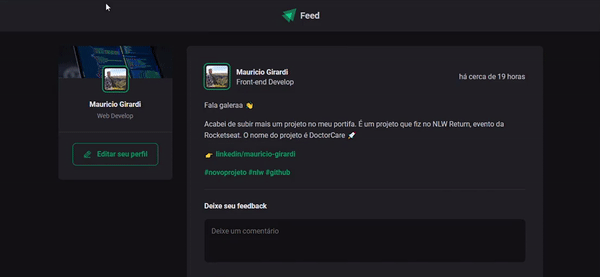 Feed
Mauricio Girardi
Web Develop
Editar seu perfil
Mauricio Girardi
Front-end Develop
há cerca de 19 horas
Fala galeraa 👋
Acabei de subir mais um projeto no meu portifa. É um projeto que fiz no NLW Return, evento da
Rocketseat. O nome do projeto é DoctorCare 🚀
👉 linkedin/mauricio-girardi
#novoprojeto #nlw #github
Deixe seu feedback
Deixe um comentário